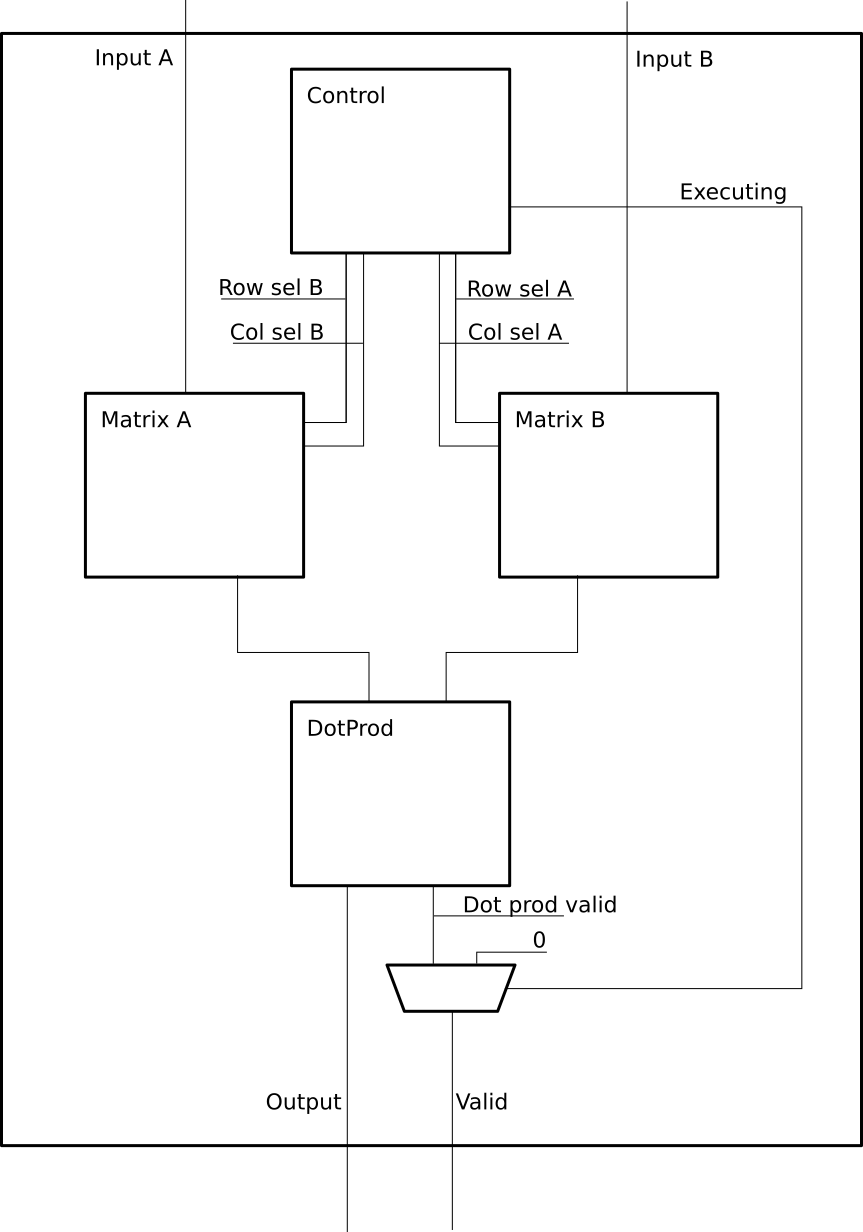 Input A
Input B
Control
Executing
Row sel B
Row sel A
Col sel B
Col sel A
Matrix A
Matrix B
DotProd
Dot prod valid
0
Output
Valid